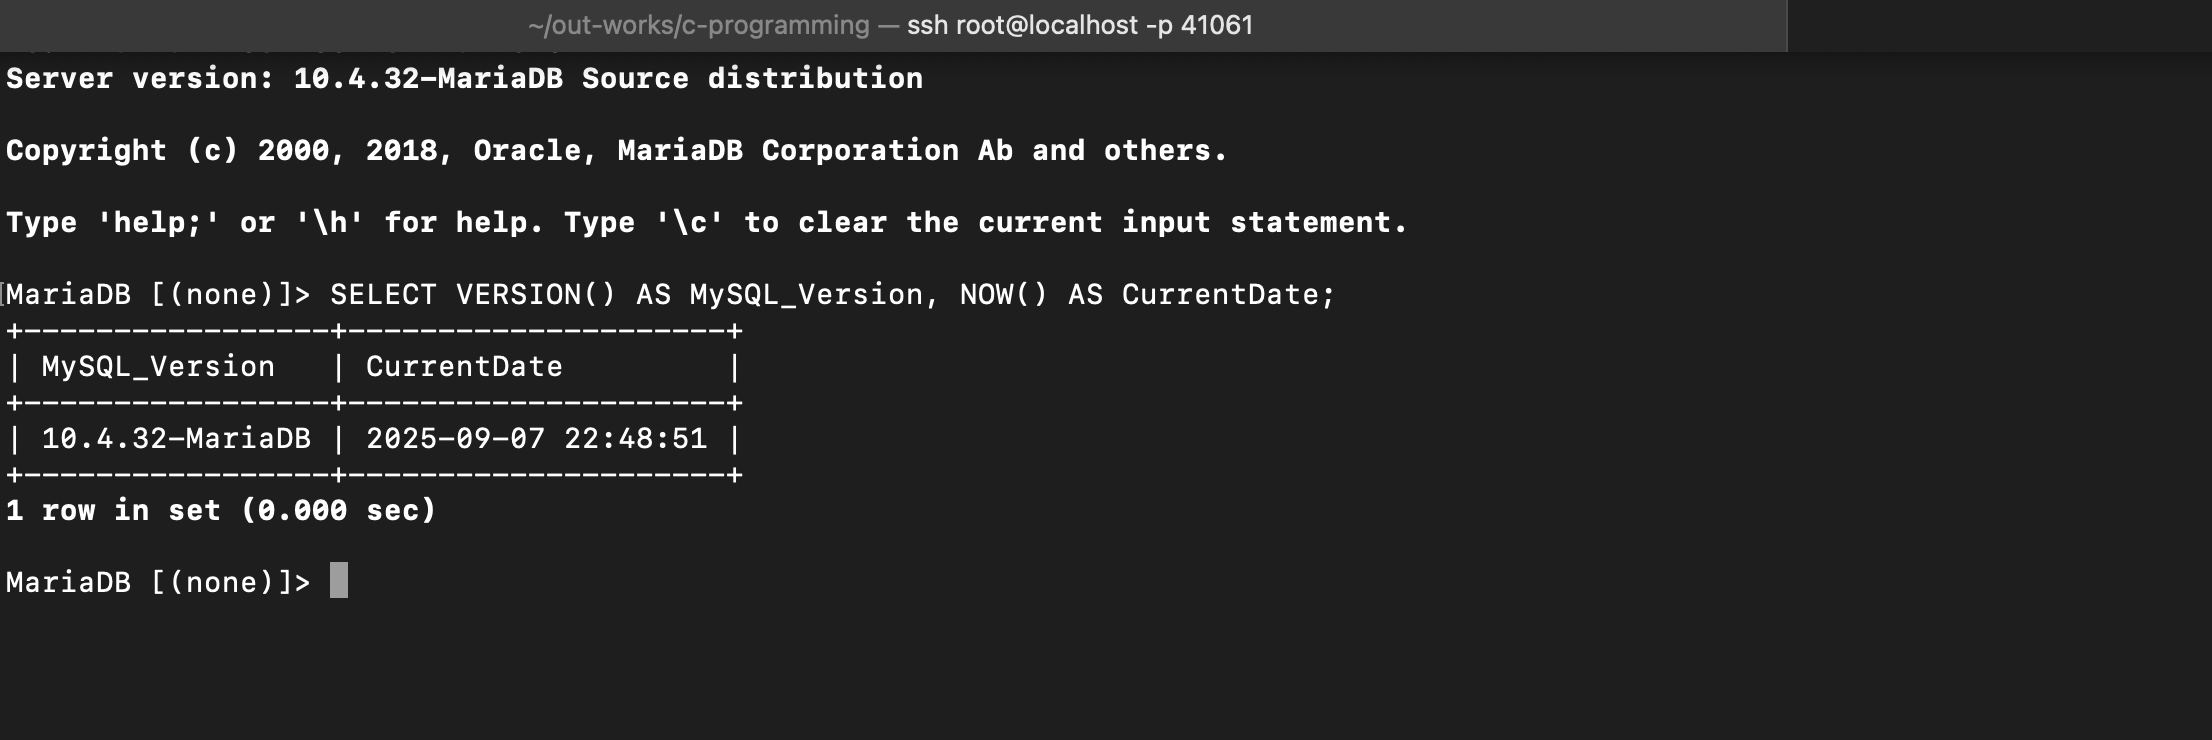 ~/out-works/c-programming — ssh root@localhost -p 41061
Server version: 10.4.32-MariaDB Source distribution
Copyright (c) 2000, 2018, Oracle, MariaDB Corporation Ab and others.
Type 'help;' or '\h' for help. Type '\c' to clear the current input statement.
MariaDB [(none)]> SELECT VERSION() AS MySQL_Version, NOW() AS CurrentDate;
+-----------------+---------------------+
| MySQL_Version   | CurrentDate         |
+-----------------+---------------------+
| 10.4.32-MariaDB | 2025-09-07 22:48:51 |
+-----------------+---------------------+
1 row in set (0.000 sec)
MariaDB [(none)]>